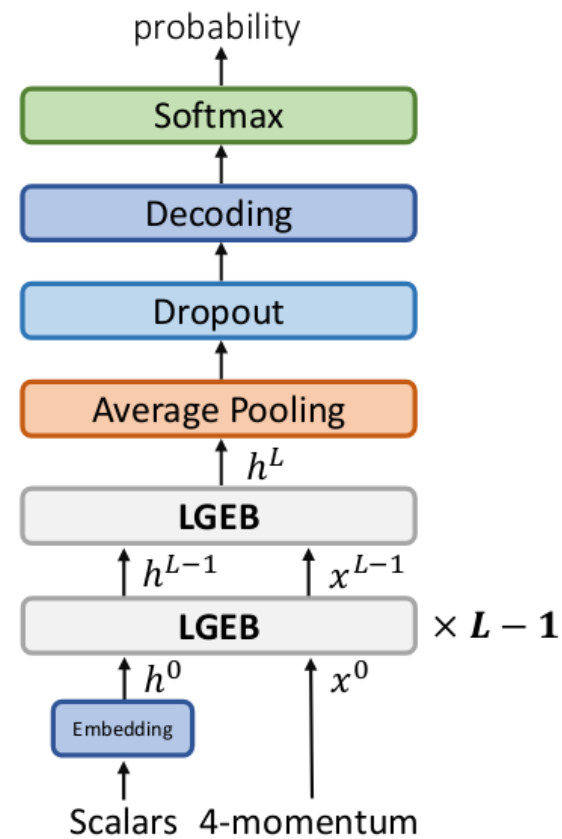 probability
Softmax
Decoding
Dropout
Average Pooling
h^L
LGEB
h^{L−1} x^{L−1}
LGEB × L − 1
h^0 x^0
Embedding
Scalars 4-momentum